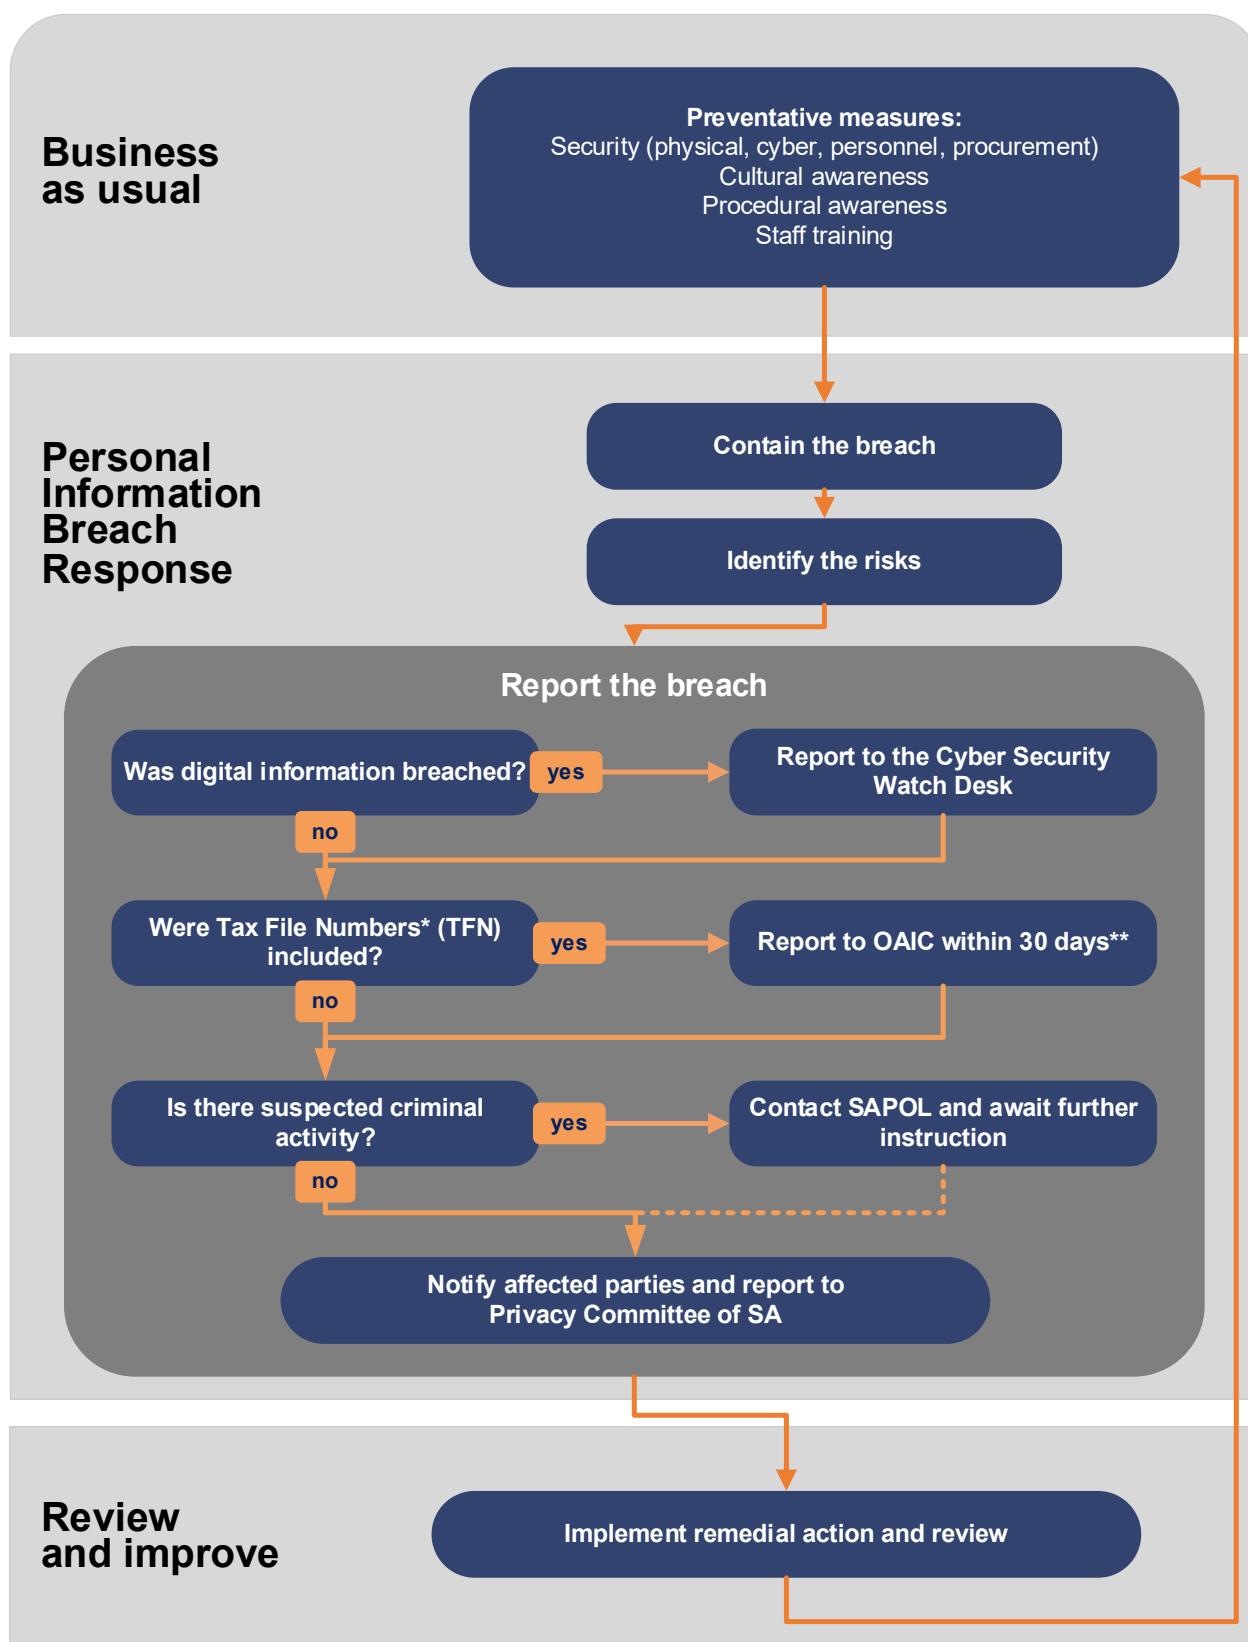 Business
as usual
Preventative measures:
Security (physical, cyber, personnel, procurement)
Cultural awareness
Procedural awareness
Staff training
Personal
Information
Breach
Response
Contain the breach
Identify the risks
Report the breach
Was digital information breached?
yes
Report to the Cyber Security
Watch Desk
no
Were Tax File Numbers* (TFN)
included?
yes
Report to OAIC within 30 days**
no
Is there suspected criminal
activity?
yes
Contact SAPOL and await further
instruction
no
Notify affected parties and report to
Privacy Committee of SA
Review
and improve
Implement remedial action and review